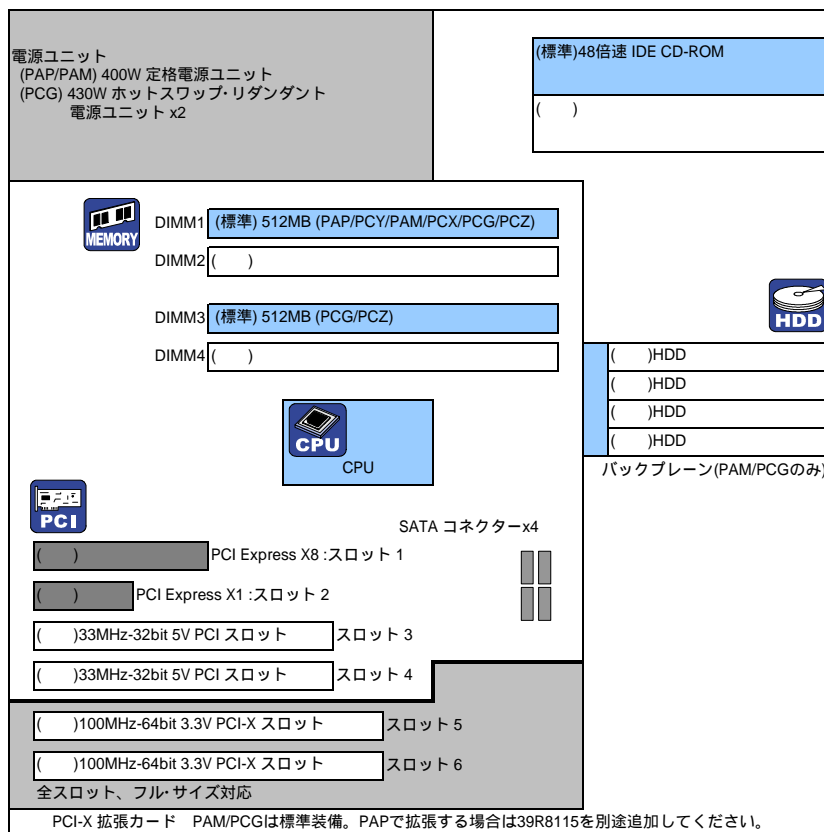 電源ユニット
(PAP/PAM) 400W 定格電源ユニット
(PCG) 430W ホットスワップ・リダンダント
電源ユニット x2
(標準)48倍速 IDE CD-ROM
( )
MEMORY
DIMM1 (標準) 512MB (PAP/PCY/PAM/PCX/PCG/PCZ)
DIMM2 ( )
DIMM3 (標準) 512MB (PCG/PCZ)
DIMM4 ( )
HDD
( )HDD
( )HDD
( )HDD
( )HDD
バックプレーン(PAM/PCGのみ)
CPU
CPU
PCI
SATA コネクターx4
( ) PCI Express X8 :スロット 1
( ) PCI Express X1 :スロット 2
( )33MHz-32bit 5V PCI スロット スロット 3
( )33MHz-32bit 5V PCI スロット スロット 4
( )100MHz-64bit 3.3V PCI-X スロット スロット 5
( )100MHz-64bit 3.3V PCI-X スロット スロット 6
全スロット、フル・サイズ対応
PCI-X 拡張カード PAM/PCGは標準装備。PAPで拡張する場合は39R8115を別途追加してください。